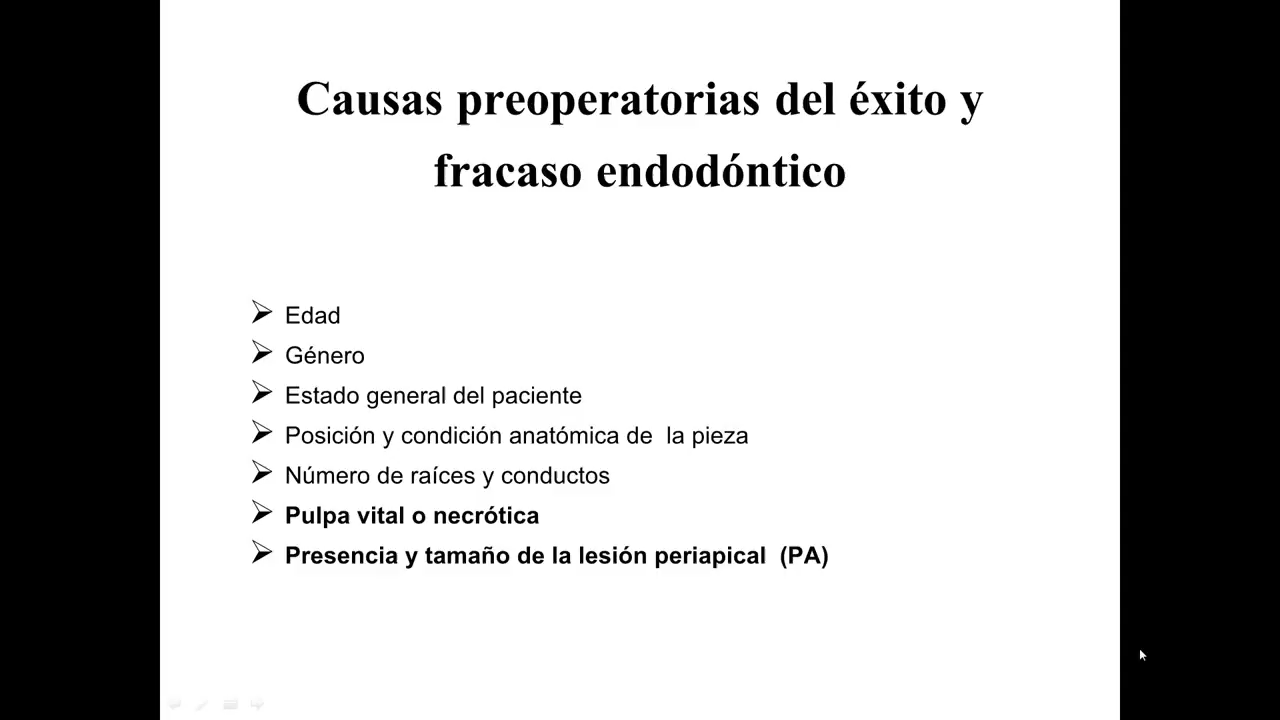 Causas preoperatorias del éxito y
fracaso endodóntico
Edad
Género
Estado general del paciente
Posición y condición anatómica de la pieza
Número de raíces y conductos
Pulpa vital o necrótica
Presencia y tamaño de la lesión periapical (PA)